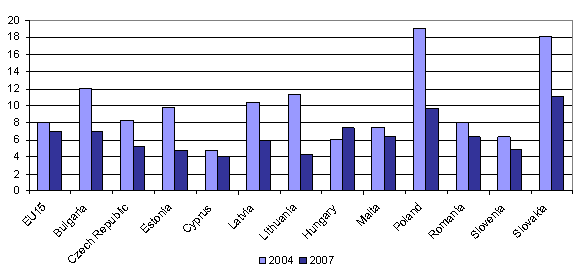 20
18
16
14
12
10
8
6
4
2
0
EU15
Bulgaria
Czech Republic
Estonia
Cyprus
Latvia
Lithuania
Hungary
Malta
Poland
Romania
Slovenia
Slovakia
2004 2007